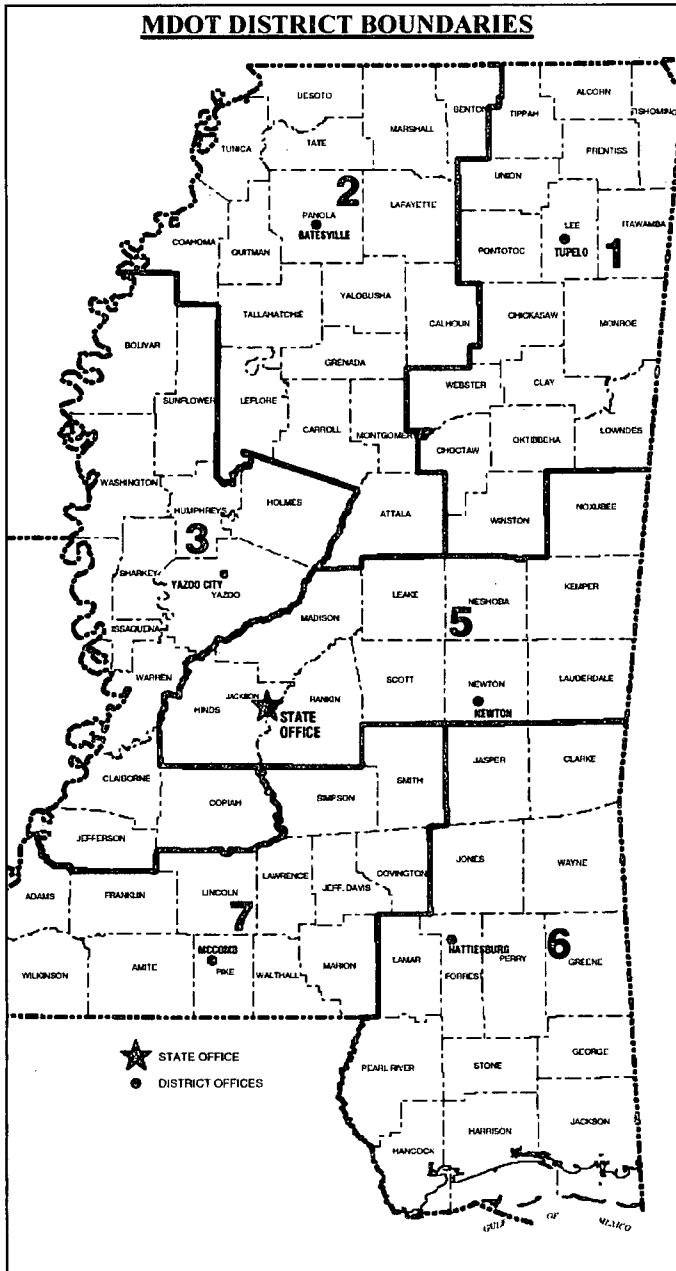 MDOT DISTRICT BOUNDARIES
DESOTO
BENTON
ALCORN
TIPPAH
TISHOMINGO
MARSHALL
TUNICA
TATE
PRENTISS
UNION
2
PANOLA
BATESVILLE
LAFAYETTE
LEE
TUPELO
ITAWAMBA
1
COAHOMA
QUITMAN
PONTOTOC
YALOBUSHA
TALLAHATCHIE
CHICKASAW
MONROE
CALHOUN
BOLIVAR
GRENADA
WEBSTER
CLAY
SUNFLOWER
LEFLORE
CARROLL
MONTGOMERY
CHOCTAW
OKTIBBEHA
LOWNDES
WASHINGTON
HOLMES
HUMPHREYS
ATTALA
WINSTON
NOXUBEE
3
SHARKEY
YAZOO CITY
YAZOO
LEAKE
NESHOBA
KEMPER
MADISON
5
ISSAQUENA
WARREN
SCOTT
NEWTON
NEWTON
LAUDERDALE
HINDS
JACKSON
RANKIN
STATE
OFFICE
CLAIBORNE
JASPER
CLARKE
COPIAH
SIMPSON
SMITH
JEFFERSON
JONES
WAYNE
ADAMS
FRANKLIN
LINCOLN
LAWRENCE
JEFF. DAVIS
COVINGTON
7
WILKINSON
AMITE
MCCOMB
PIKE
WALTHALL
MARION
LAMAR
HATTIESBURG
FORRES
PERRY
6
GREENE
STATE OFFICE
DISTRICT OFFICES
PEARL RIVER
STONE
GEORGE
HARRISON
JACKSON
HANCOCK
GULF OF MEXICO